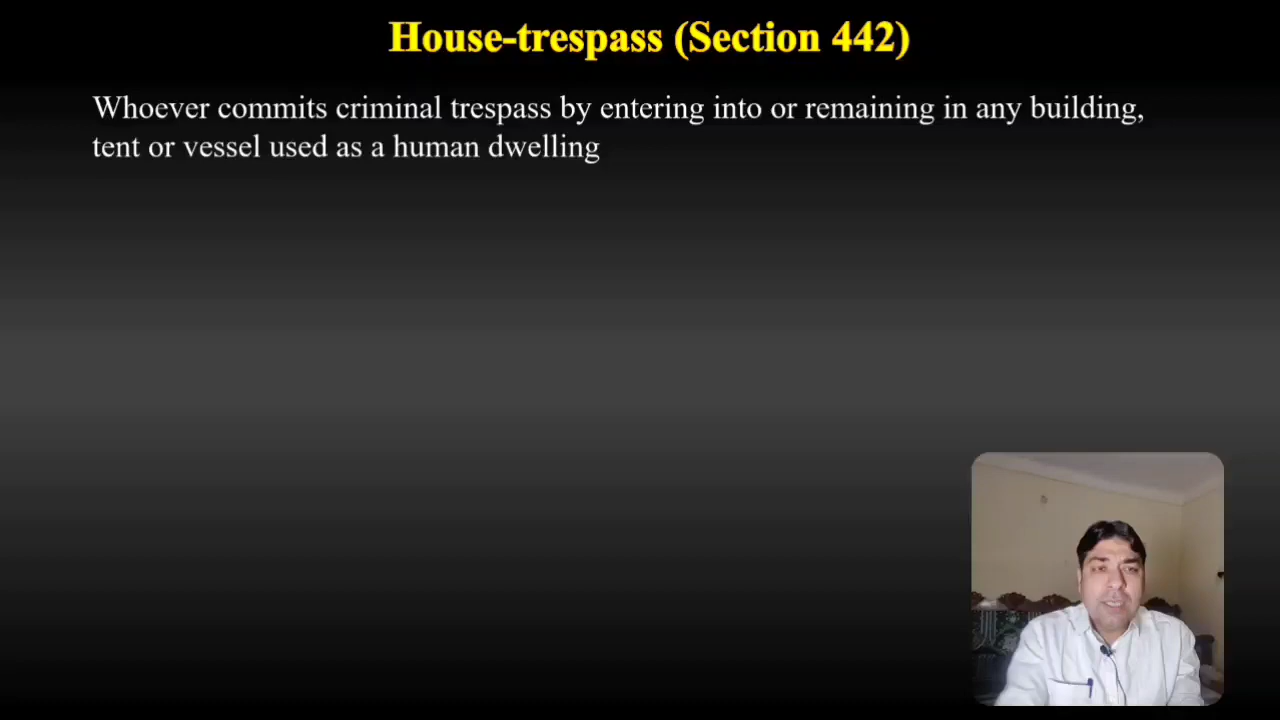 House-trespass (Section 442)
Whoever commits criminal trespass by entering into or remaining in any building,
tent or vessel used as a human dwelling